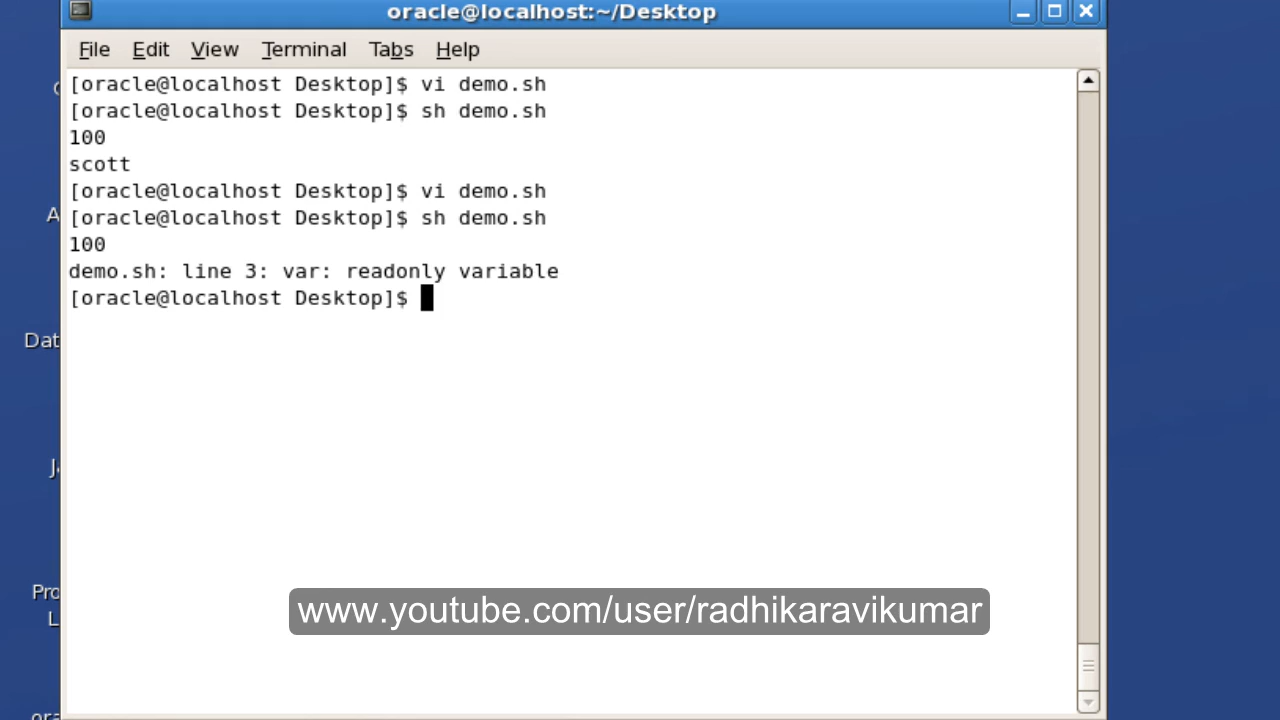 oracle@localhost:~/Desktop
File Edit View Terminal Tabs Help
[oracle@localhost Desktop]$ vi demo.sh
[oracle@localhost Desktop]$ sh demo.sh
100
scott
[oracle@localhost Desktop]$ vi demo.sh
[oracle@localhost Desktop]$ sh demo.sh
100
demo.sh: line 3: var: readonly variable
[oracle@localhost Desktop]$
Dat
Pro
L
www.youtube.com/user/radhikaravikumar